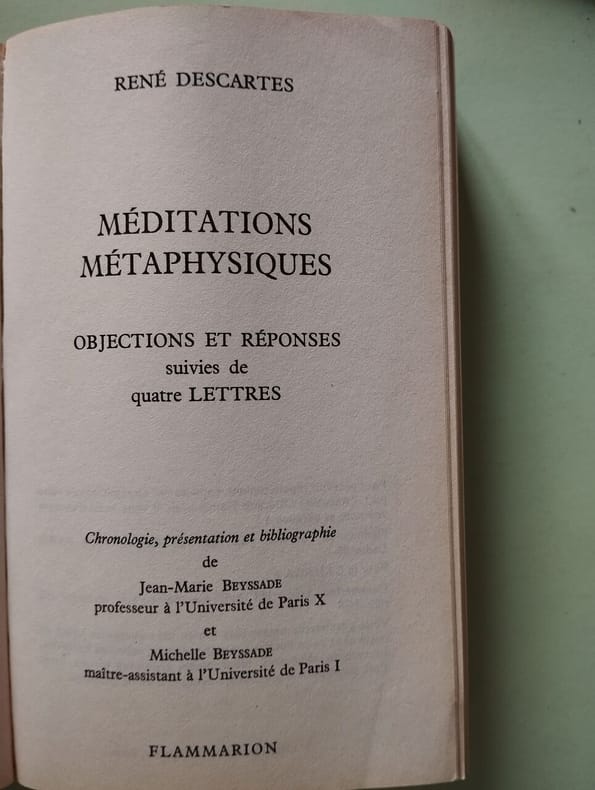 RENÉ DESCARTES
MÉDITATIONS
MÉTAPHYSIQUES
OBJECTIONS ET RÉPONSES
suivies de
quatre LETTRES
Chronologie, présentation et bibliographie
de
Jean-Marie BEYSSADE
professeur à l'Université de Paris X
et
Michelle BEYSSADE
maître-assistant à l'Université de Paris I
FLAMMARION